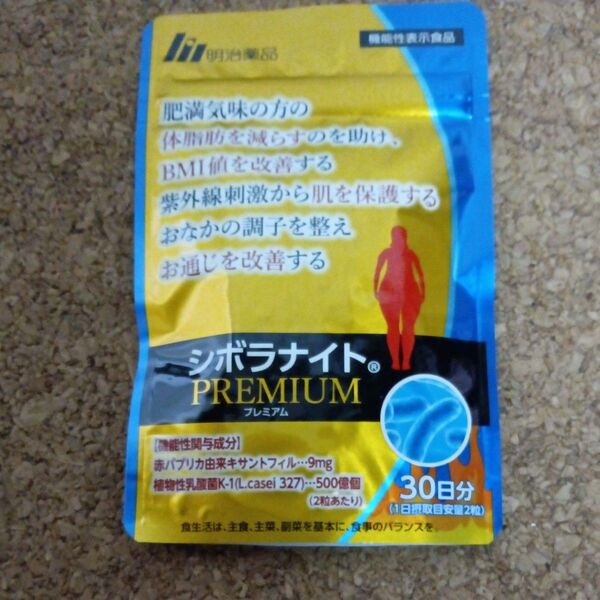 明治薬品
機能性表示食品
肥満気味の方の
体脂肪を減らすのを助け、
BMI値を改善する
紫外線刺激から肌を保護する
おなかの調子を整え
お通じを改善する
シボラナイト®
PREMIUM
プレミアム
【機能性関与成分】
赤パプリカ由来キサントフィル…9mg
植物性乳酸菌K-1(L.casei 327)…500億個
(2粒あたり)
30日分
(1日摂取目安量2粒)
食生活は、主食、主菜、副菜を基本に、食事のバランスを。